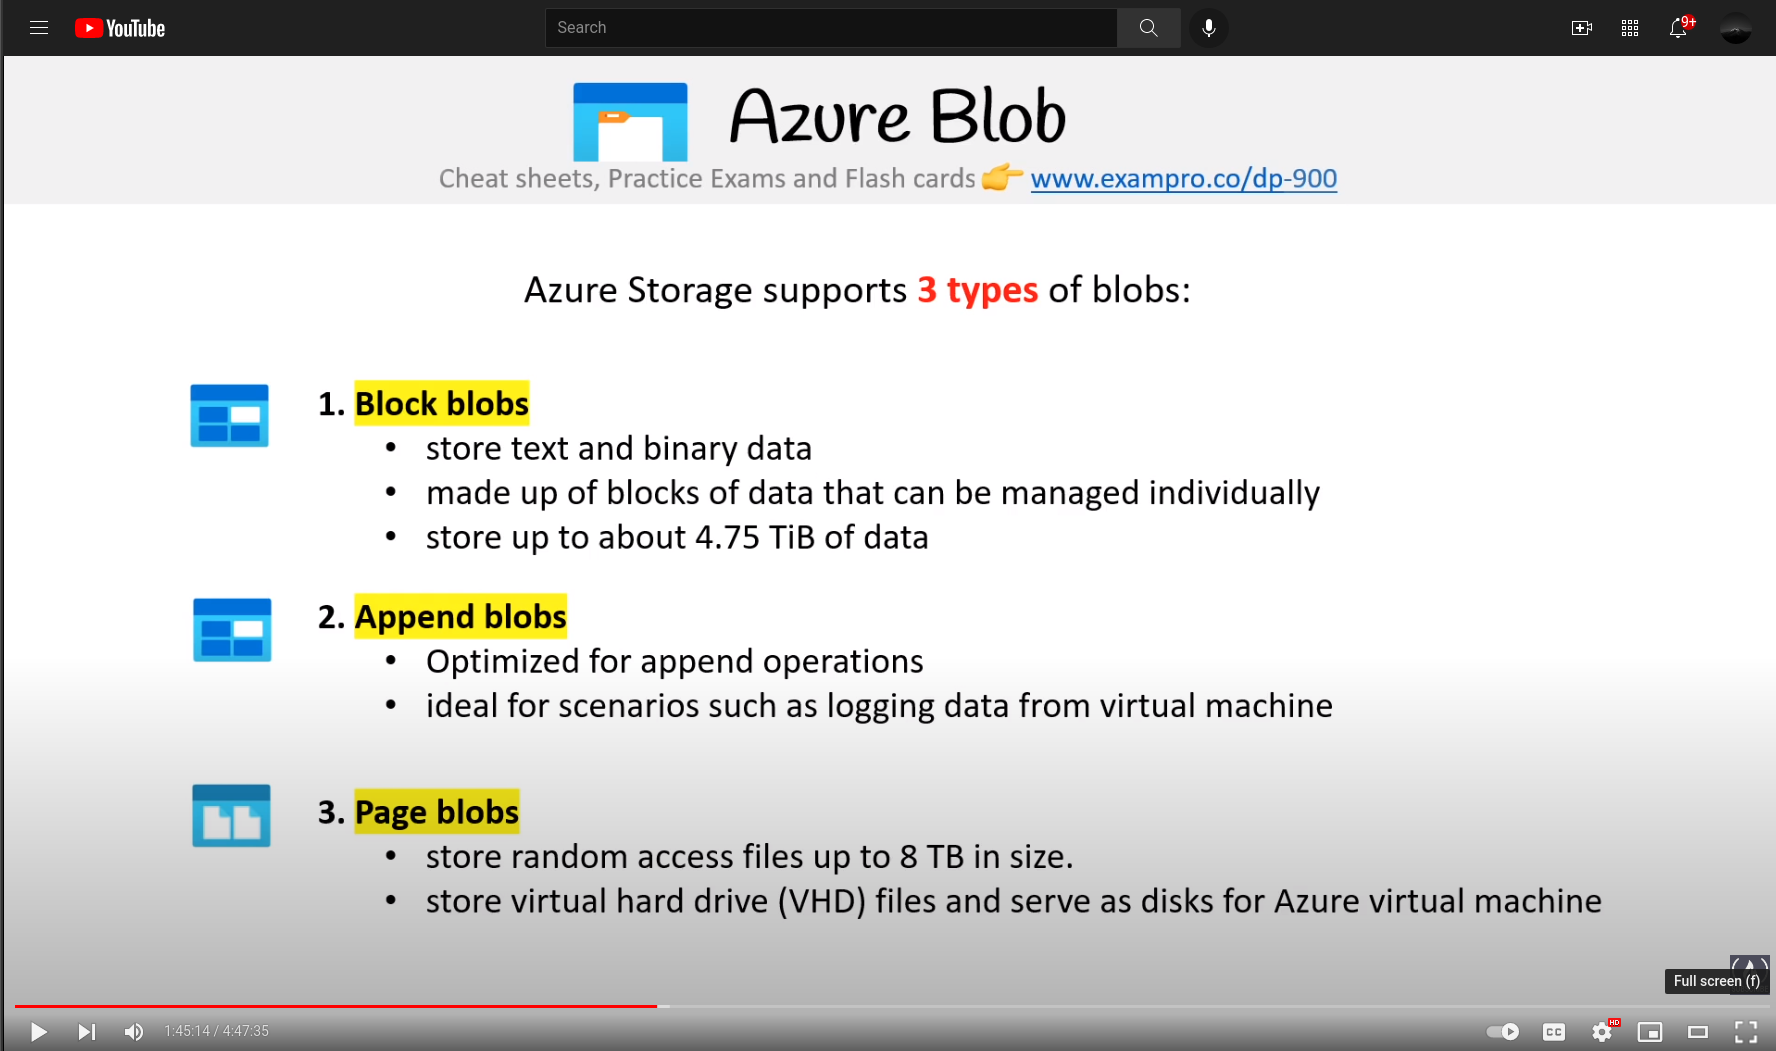 YouTube
Search
9+
Azure Blob
Cheat sheets, Practice Exams and Flash cards 👉 www.exampro.co/dp-900
Azure Storage supports 3 types of blobs:
1. Block blobs
• store text and binary data
• made up of blocks of data that can be managed individually
• store up to about 4.75 TiB of data
2. Append blobs
• Optimized for append operations
• ideal for scenarios such as logging data from virtual machine
3. Page blobs
• store random access files up to 8 TB in size.
• store virtual hard drive (VHD) files and serve as disks for Azure virtual machine
Full screen (f)
1:45:14 / 4:47:35
CC
HD